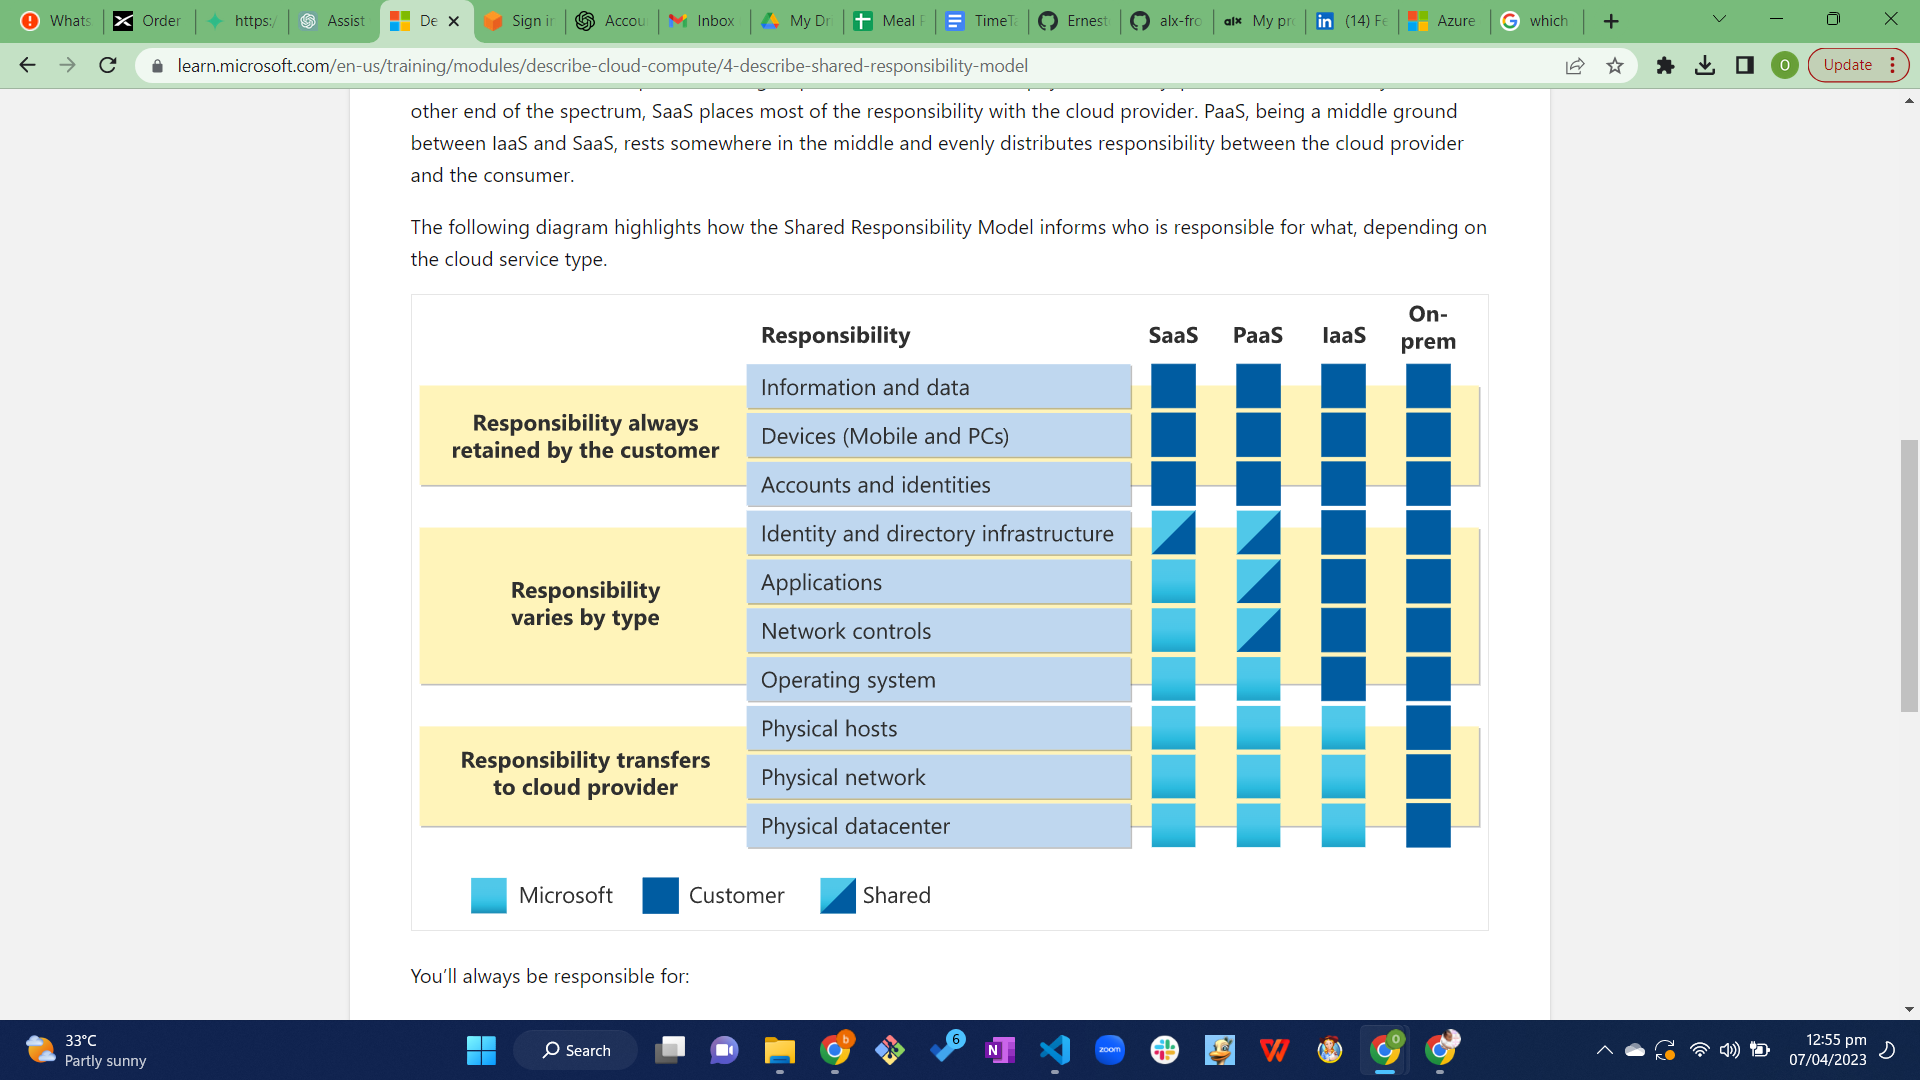 Whats
Order
https:/
Assist
De
Sign in
Accou
Inbox
My Dri
Meal P
TimeTa
Ernest
alx-fro
alx My pro
(14) Fe
Azure
which
learn.microsoft.com/en-us/training/modules/describe-cloud-compute/4-describe-shared-responsibility-model
O
Update
other end of the spectrum, SaaS places most of the responsibility with the cloud provider. PaaS, being a middle ground
between IaaS and SaaS, rests somewhere in the middle and evenly distributes responsibility between the cloud provider
and the consumer.
The following diagram highlights how the Shared Responsibility Model informs who is responsible for what, depending on
the cloud service type.
Responsibility SaaS PaaS IaaS On-
prem
Responsibility always
retained by the customer
Information and data
Devices (Mobile and PCs)
Accounts and identities
Responsibility
varies by type
Identity and directory infrastructure
Applications
Network controls
Operating system
Responsibility transfers
to cloud provider
Physical hosts
Physical network
Physical datacenter
Microsoft Customer Shared
You’ll always be responsible for:
33°C
Partly sunny
Search
b
6
N
zoom
O
12:55 pm
07/04/2023